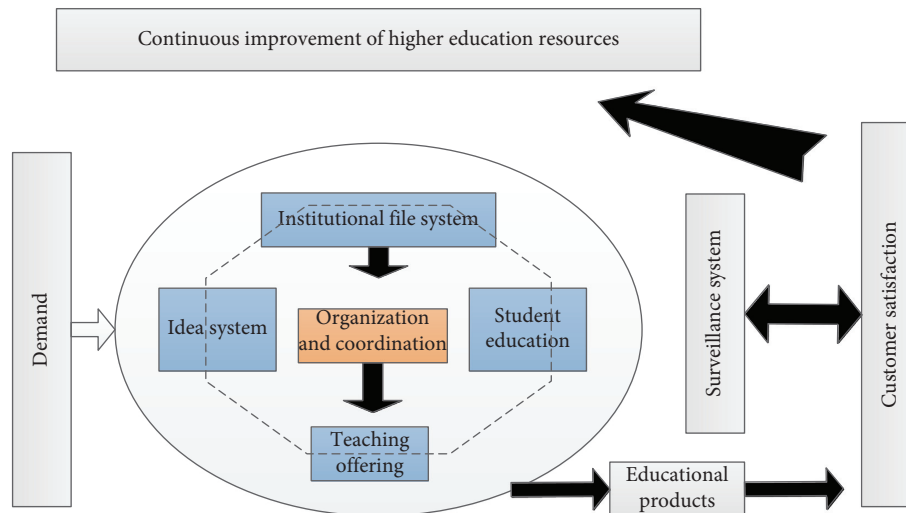 Continuous improvement of higher education resources
Demand
Institutional file system
Idea system
Organization
and coordination
Student
education
Teaching
offering
Surveillance system
Customer satisfaction
Educational
products